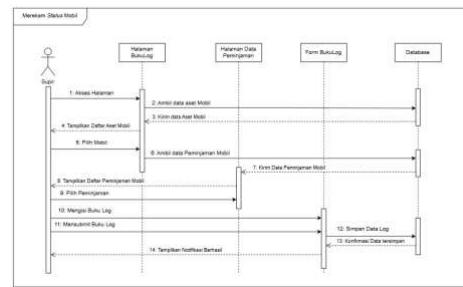 Merekam Status Mobil
Halaman
BukuLog
Halaman Data
Peminjaman
Form BukuLog
Database
Supir
1: Akses Halaman
2: Ambil data aset Mobil
3: Kirim data Aset Mobil
4: Tampilkan Daftar Aset Mobil
5: Pilih Mobil
6: Ambil data Peminjaman Mobil
7: Kirim Data Peminjaman Mobil
8: Tampilkan Daftar Peminjaman Mobil
9: Pilih Peminjaman
10: Mengisi Buku Log
11: Mensubmit Buku Log
12: Simpan Data Log
13: Konfirmasi Data tersimpan
14: Tampilkan Notifikasi Berhasil